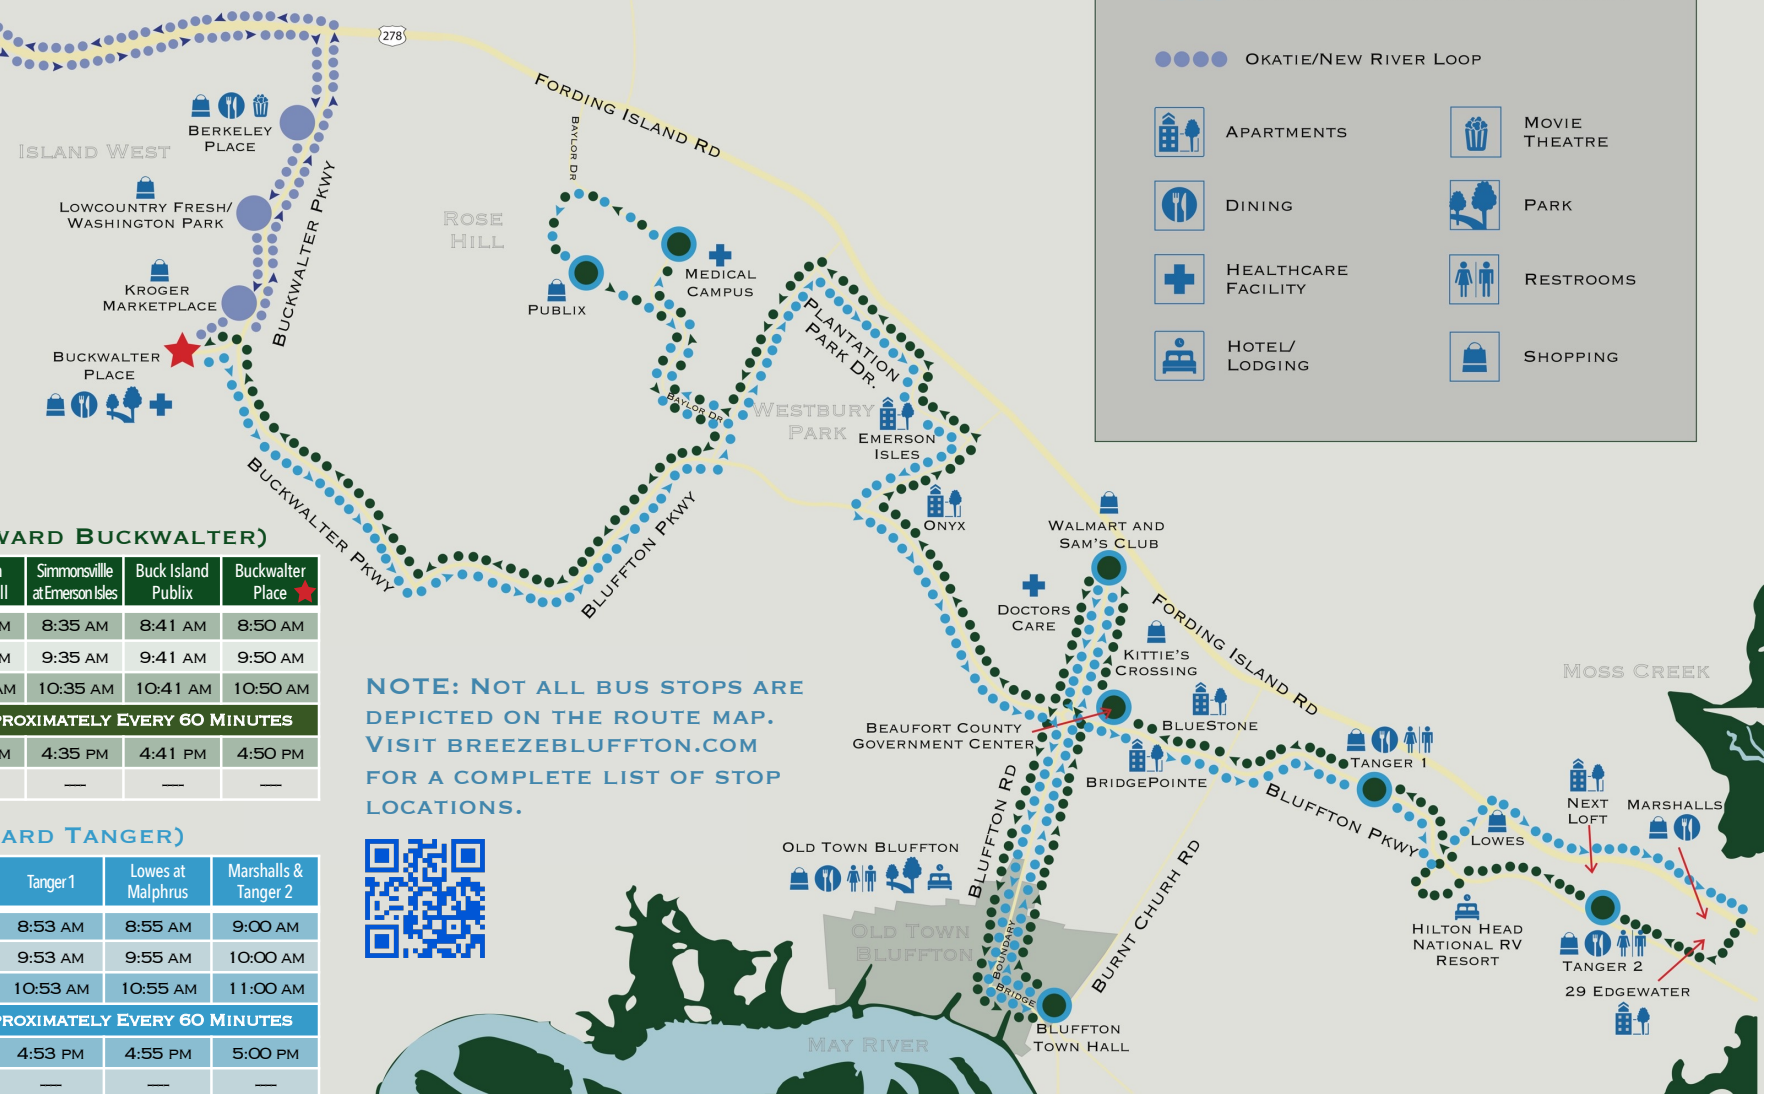 278
FORDING ISLAND RD
BAYLOR DR
BERKELEY
PLACE
ISLAND WEST
LOWCOUNTRY FRESH/
WASHINGTON PARK
KROGER
MARKETPLACE
BUCKWALTER PKWY
BUCKWALTER
PLACE
ROSE
HILL
PUBLIX
MEDICAL
CAMPUS
BAYLOR DR
PLANTATION
PARK DR.
WESTBURY
PARK
EMERSON
ISLES
ONYX
BUCKWALTER PKWY
BLUFFTON PKWY
OKATIE/NEW RIVER LOOP
APARTMENTS
MOVIE
THEATRE
DINING
PARK
HEALTHCARE
FACILITY
RESTROOMS
HOTEL/
LODGING
SHOPPING
WALMART AND
SAM'S CLUB
DOCTORS
CARE
KITTIE'S
CROSSING
FORDING ISLAND RD
MOSS CREEK
BEAUFORT COUNTY
GOVERNMENT CENTER
BLUESTONE
BRIDGEPOINTE
TANGER 1
BLUFFTON RD
BLUFFTON PKWY
NEXT
LOFT
MARSHALLS
LOWES
OLD TOWN BLUFFTON
BURNT CHURH RD
OLD TOWN
BLUFFTON
BOUNDARY
BRIDGE
HILTON HEAD
NATIONAL RV
RESORT
TANGER 2
29 EDGEWATER
BLUFFTON
TOWN HALL
MAY RIVER
WARD BUCKWALTER)
Simmonsvillle
at Emerson Isles
Buck Island
Publix
Buckwalter
Place
8:35 AM 8:41 AM 8:50 AM
9:35 AM 9:41 AM 9:50 AM
10:35 AM 10:41 AM 10:50 AM
PROXIMATELY EVERY 60 MINUTES
4:35 PM 4:41 PM 4:50 PM
— — —
ARD TANGER)
Tanger 1
Lowes at
Malphrus
Marshalls &
Tanger 2
8:53 AM 8:55 AM 9:00 AM
9:53 AM 9:55 AM 10:00 AM
10:53 AM 10:55 AM 11:00 AM
PROXIMATELY EVERY 60 MINUTES
4:53 PM 4:55 PM 5:00 PM
— — —
NOTE: NOT ALL BUS STOPS ARE
DEPICTED ON THE ROUTE MAP.
VISIT BREEZEBLUFFTON.COM
FOR A COMPLETE LIST OF STOP
LOCATIONS.